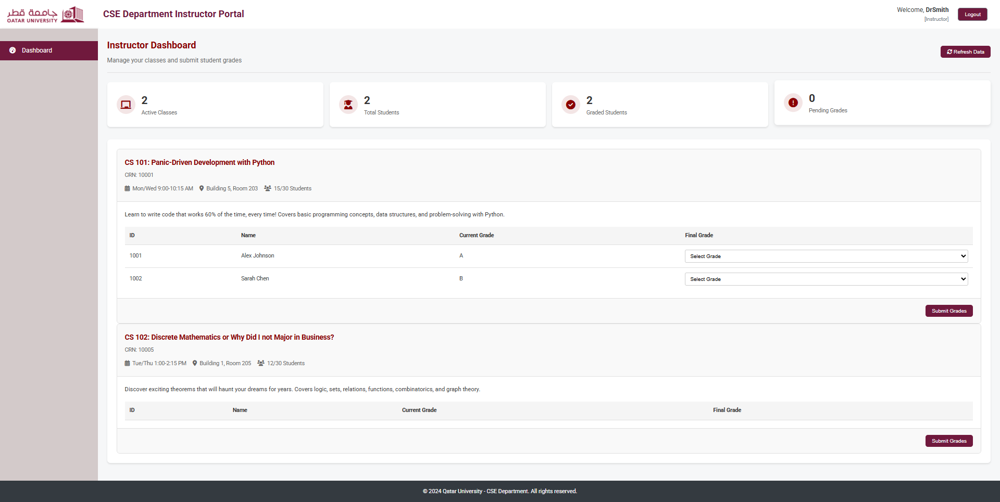 جامعة قطر
QATAR UNIVERSITY
CSE Department Instructor Portal
Welcome, DrSmith
[Instructor]
Logout
Dashboard
Instructor Dashboard
Manage your classes and submit student grades
Refresh Data
2
Active Classes
2
Total Students
2
Graded Students
0
Pending Grades
CS 101: Panic-Driven Development with Python
CRN: 10001
Mon/Wed 9:00-10:15 AM Building 5, Room 203 15/30 Students
Learn to write code that works 60% of the time, every time! Covers basic programming concepts, data structures, and problem-solving with Python.
ID Name Current Grade Final Grade
1001 Alex Johnson A Select Grade
1002 Sarah Chen B Select Grade
Submit Grades
CS 102: Discrete Mathematics or Why Did I not Major in Business?
CRN: 10005
Tue/Thu 1:00-2:15 PM Building 1, Room 205 12/30 Students
Discover exciting theorems that will haunt your dreams for years. Covers logic, sets, relations, functions, combinatorics, and graph theory.
ID Name Current Grade Final Grade
Submit Grades
© 2024 Qatar University - CSE Department. All rights reserved.